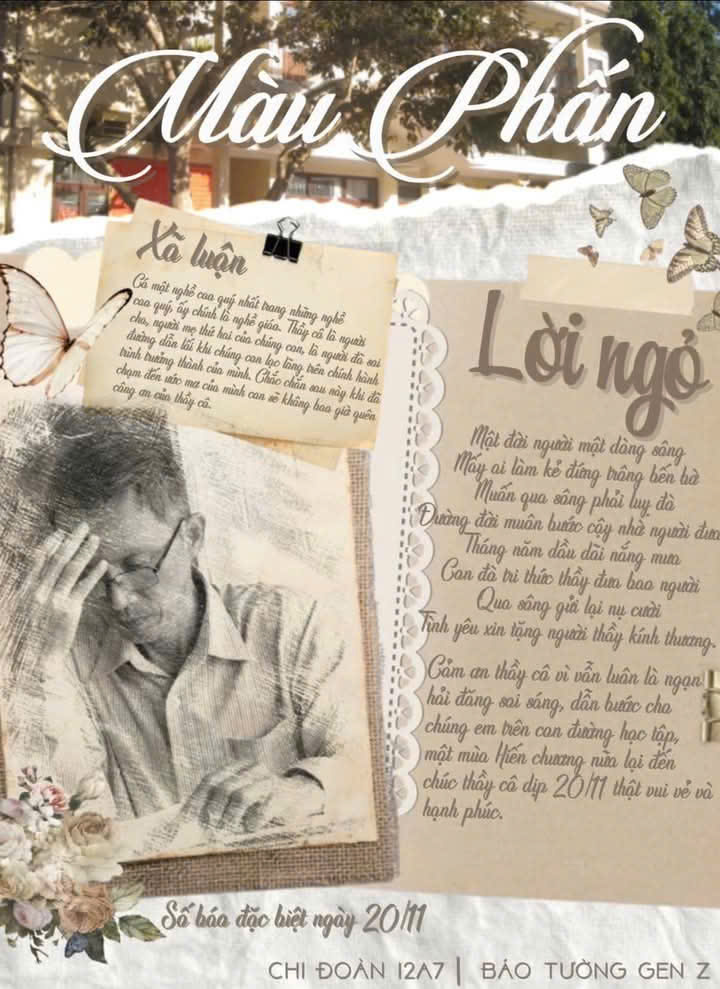 Màu Phấn
Xã luận
Có một nghề cao quý nhất trong những nghề
cao quý, ấy chính là nghề giáo. Thầy cô là người
cha, người mẹ thứ hai của chúng con, là người đã soi
đường dẫn lối khi chúng con lạc lõng trên chính hành
trình trưởng thành của mình. Chắc chắn sau này khi đã
chạm đến ước mơ của mình con sẽ không bao giờ quên
công ơn của thầy cô.
Lời ngỏ
Một đời người một dòng sông
Mấy ai làm kẻ đứng trông bến bờ
Muốn qua sông phải luỵ đò
Đường đời muôn bước cậy nhờ người đưa
Tháng năm dầu dãi nắng mưa
Con đò tri thức thầy đưa bao người
Qua sông gửi lại nụ cười
Tình yêu xin tặng người thầy kính thương.
Cảm ơn thầy cô vì vẫn luôn là ngọn
hải đăng soi sáng, dẫn bước cho
chúng em trên con đường học tập,
một mùa Hiến chương nữa lại đến
chúc thầy cô dịp 20/11 thật vui vẻ và
hạnh phúc.
Số báo đặc biệt ngày 20/11
CHI ĐOÀN 12A7 | BÁO TƯỜNG GEN Z